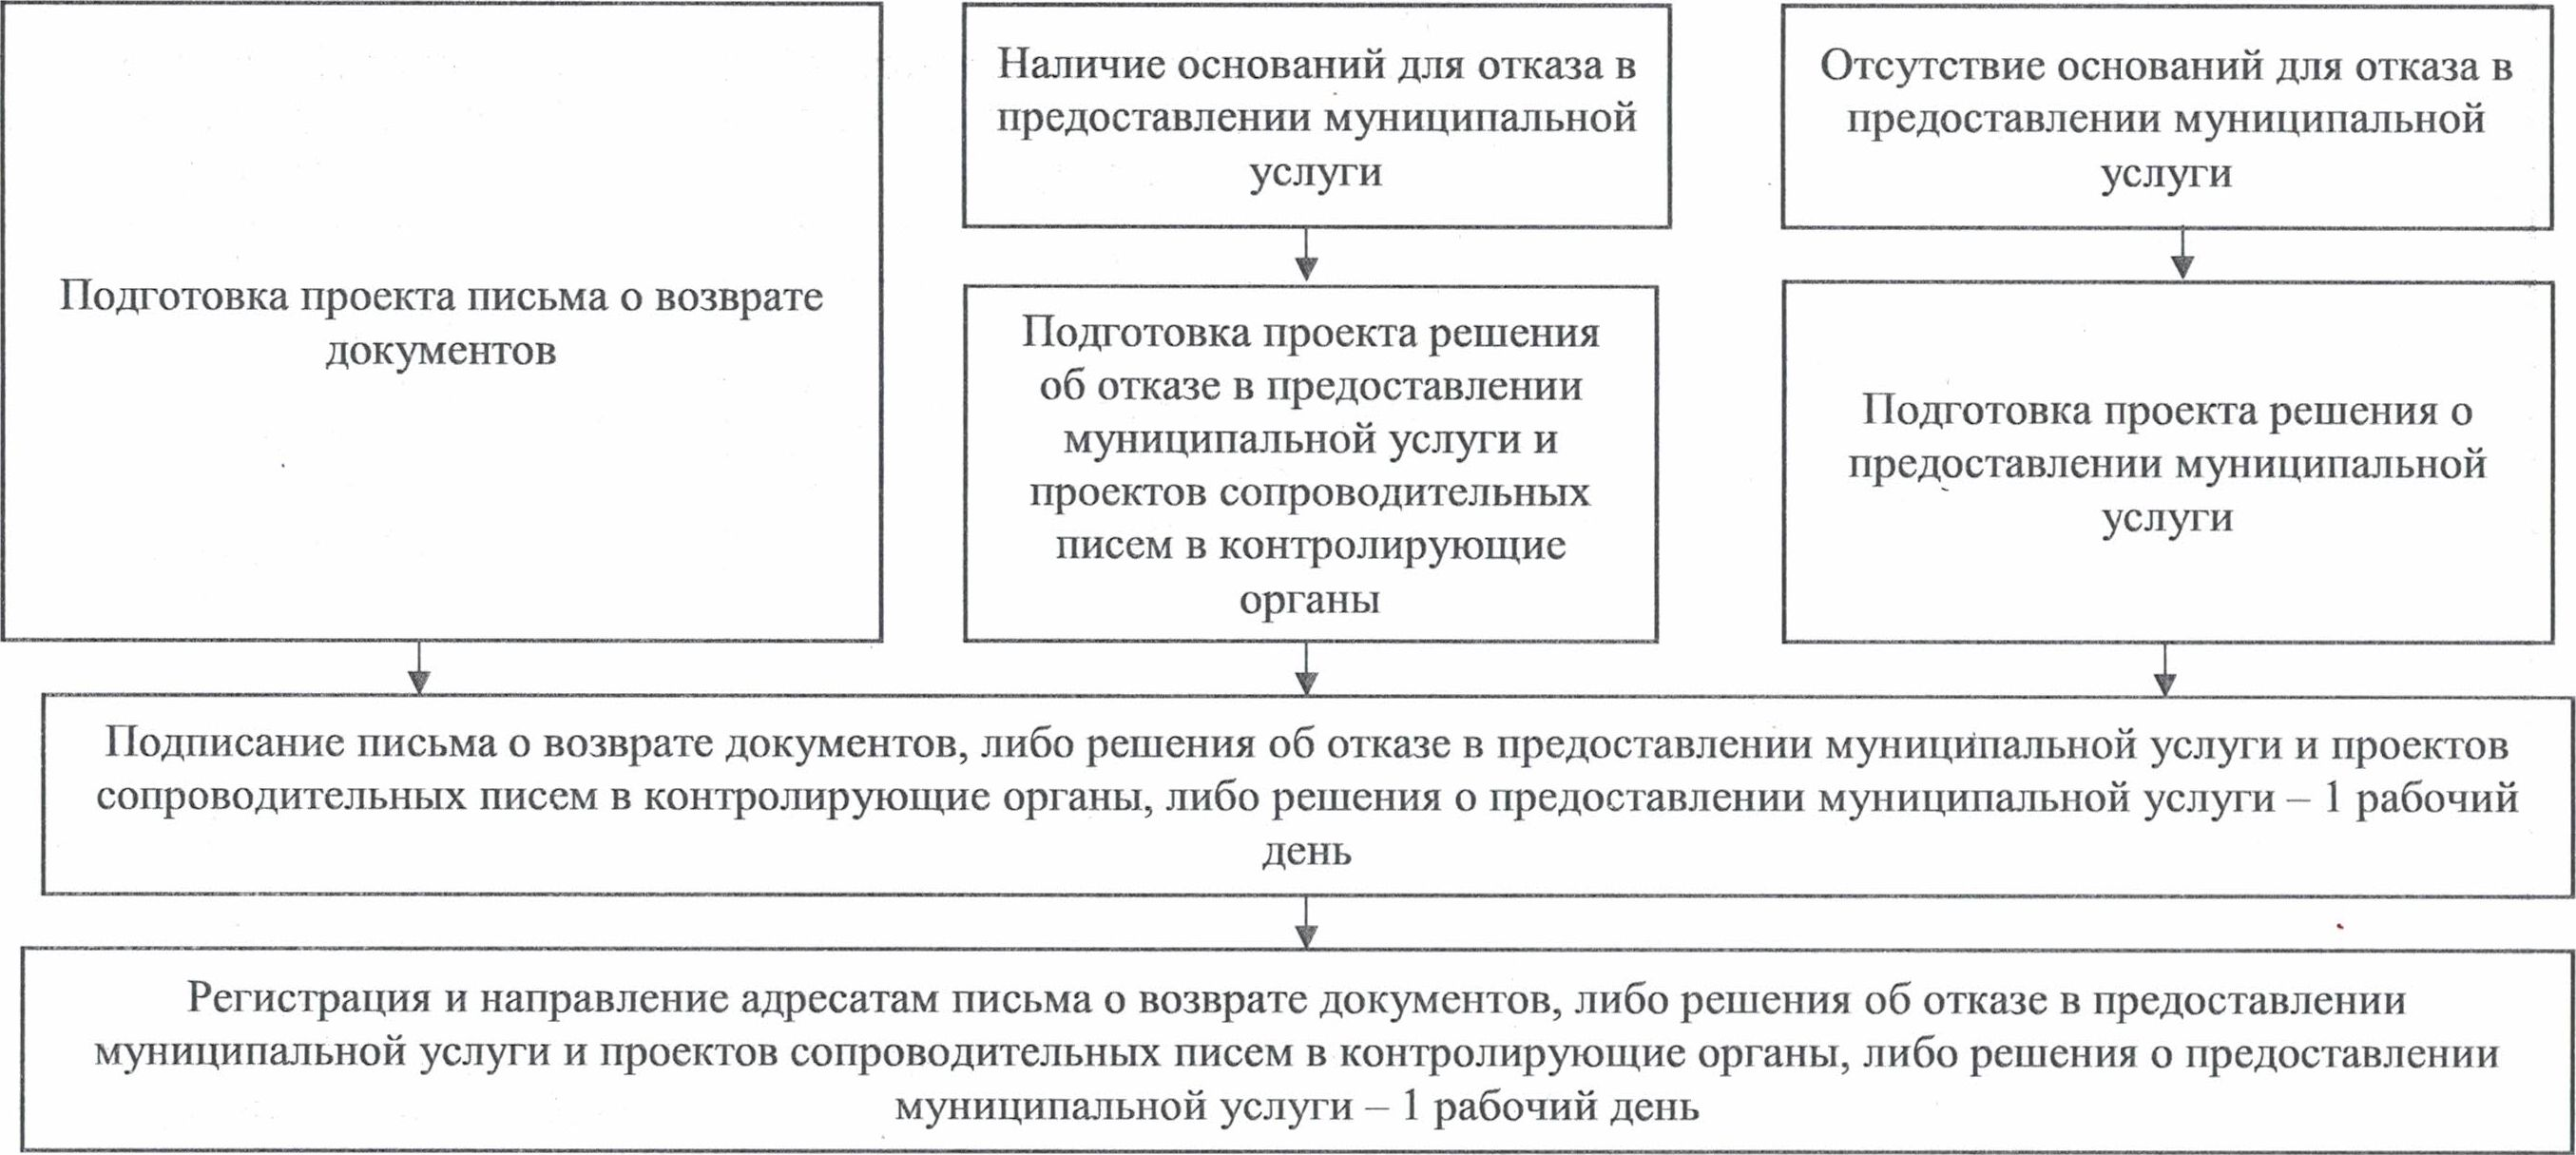 Подготовка проекта письма о возврате
документов
Наличие оснований для отказа в
предоставлении муниципальной
услуги
Отсутствие оснований для отказа в
предоставлении муниципальной
услуги
Подготовка проекта решения
об отказе в предоставлении
муниципальной услуги и
проектов сопроводительных
писем в контролирующие
органы
Подготовка проекта решения о
предоставлении муниципальной
услуги
Подписание письма о возврате документов, либо решения об отказе в предоставлении муниципальной услуги и проектов
сопроводительных писем в контролирующие органы, либо решения о предоставлении муниципальной услуги – 1 рабочий
день
Регистрация и направление адресатам письма о возврате документов, либо решения об отказе в предоставлении
муниципальной услуги и проектов сопроводительных писем в контролирующие органы, либо решения о предоставлении
муниципальной услуги – 1 рабочий день